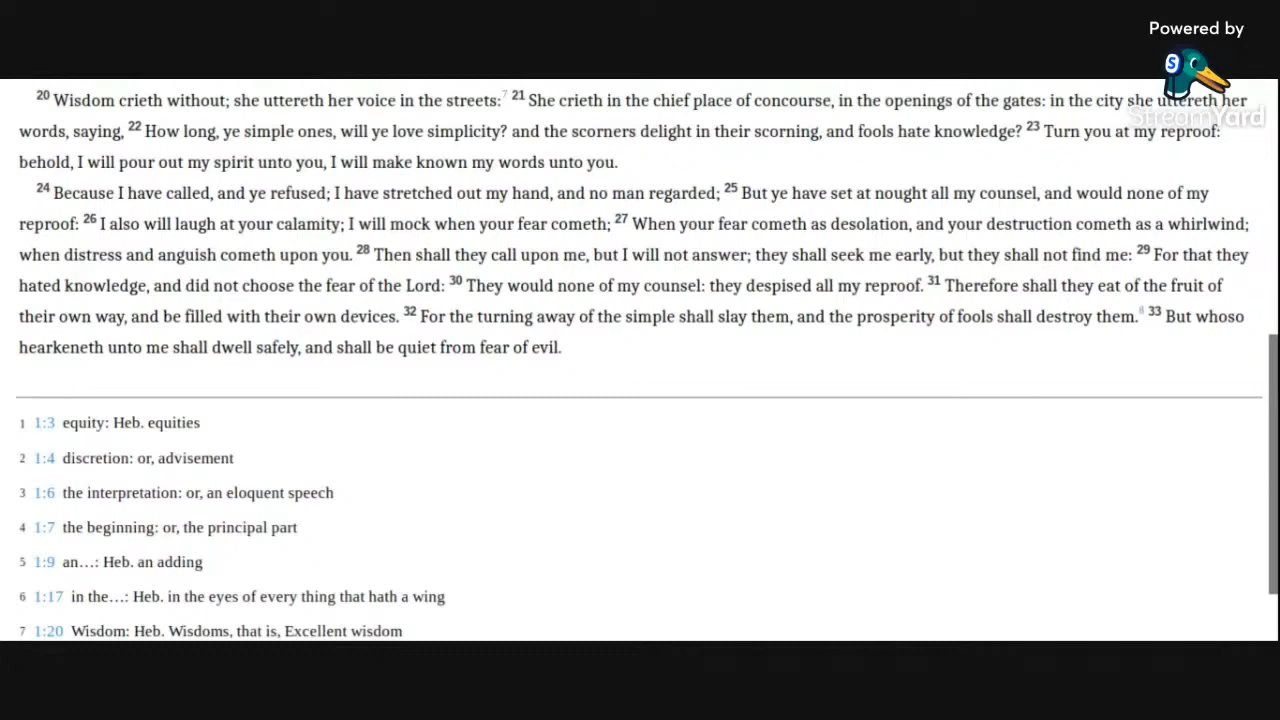 Powered by
S
StreamYard
20 Wisdom crieth without; she uttereth her voice in the streets:7 21 She crieth in the chief place of concourse, in the openings of the gates: in the city she uttereth her
words, saying, 22 How long, ye simple ones, will ye love simplicity? and the scorners delight in their scorning, and fools hate knowledge? 23 Turn you at my reproof:
behold, I will pour out my spirit unto you, I will make known my words unto you.
24 Because I have called, and ye refused; I have stretched out my hand, and no man regarded; 25 But ye have set at nought all my counsel, and would none of my
reproof: 26 I also will laugh at your calamity; I will mock when your fear cometh; 27 When your fear cometh as desolation, and your destruction cometh as a whirlwind;
when distress and anguish cometh upon you. 28 Then shall they call upon me, but I will not answer; they shall seek me early, but they shall not find me: 29 For that they
hated knowledge, and did not choose the fear of the Lord: 30 They would none of my counsel: they despised all my reproof. 31 Therefore shall they eat of the fruit of
their own way, and be filled with their own devices. 32 For the turning away of the simple shall slay them, and the prosperity of fools shall destroy them.8 33 But whoso
hearkeneth unto me shall dwell safely, and shall be quiet from fear of evil.
1 1:3 equity: Heb. equities
2 1:4 discretion: or, advisement
3 1:6 the interpretation: or, an eloquent speech
4 1:7 the beginning: or, the principal part
5 1:9 an…: Heb. an adding
6 1:17 in the…: Heb. in the eyes of every thing that hath a wing
7 1:20 Wisdom: Heb. Wisdoms, that is, Excellent wisdom